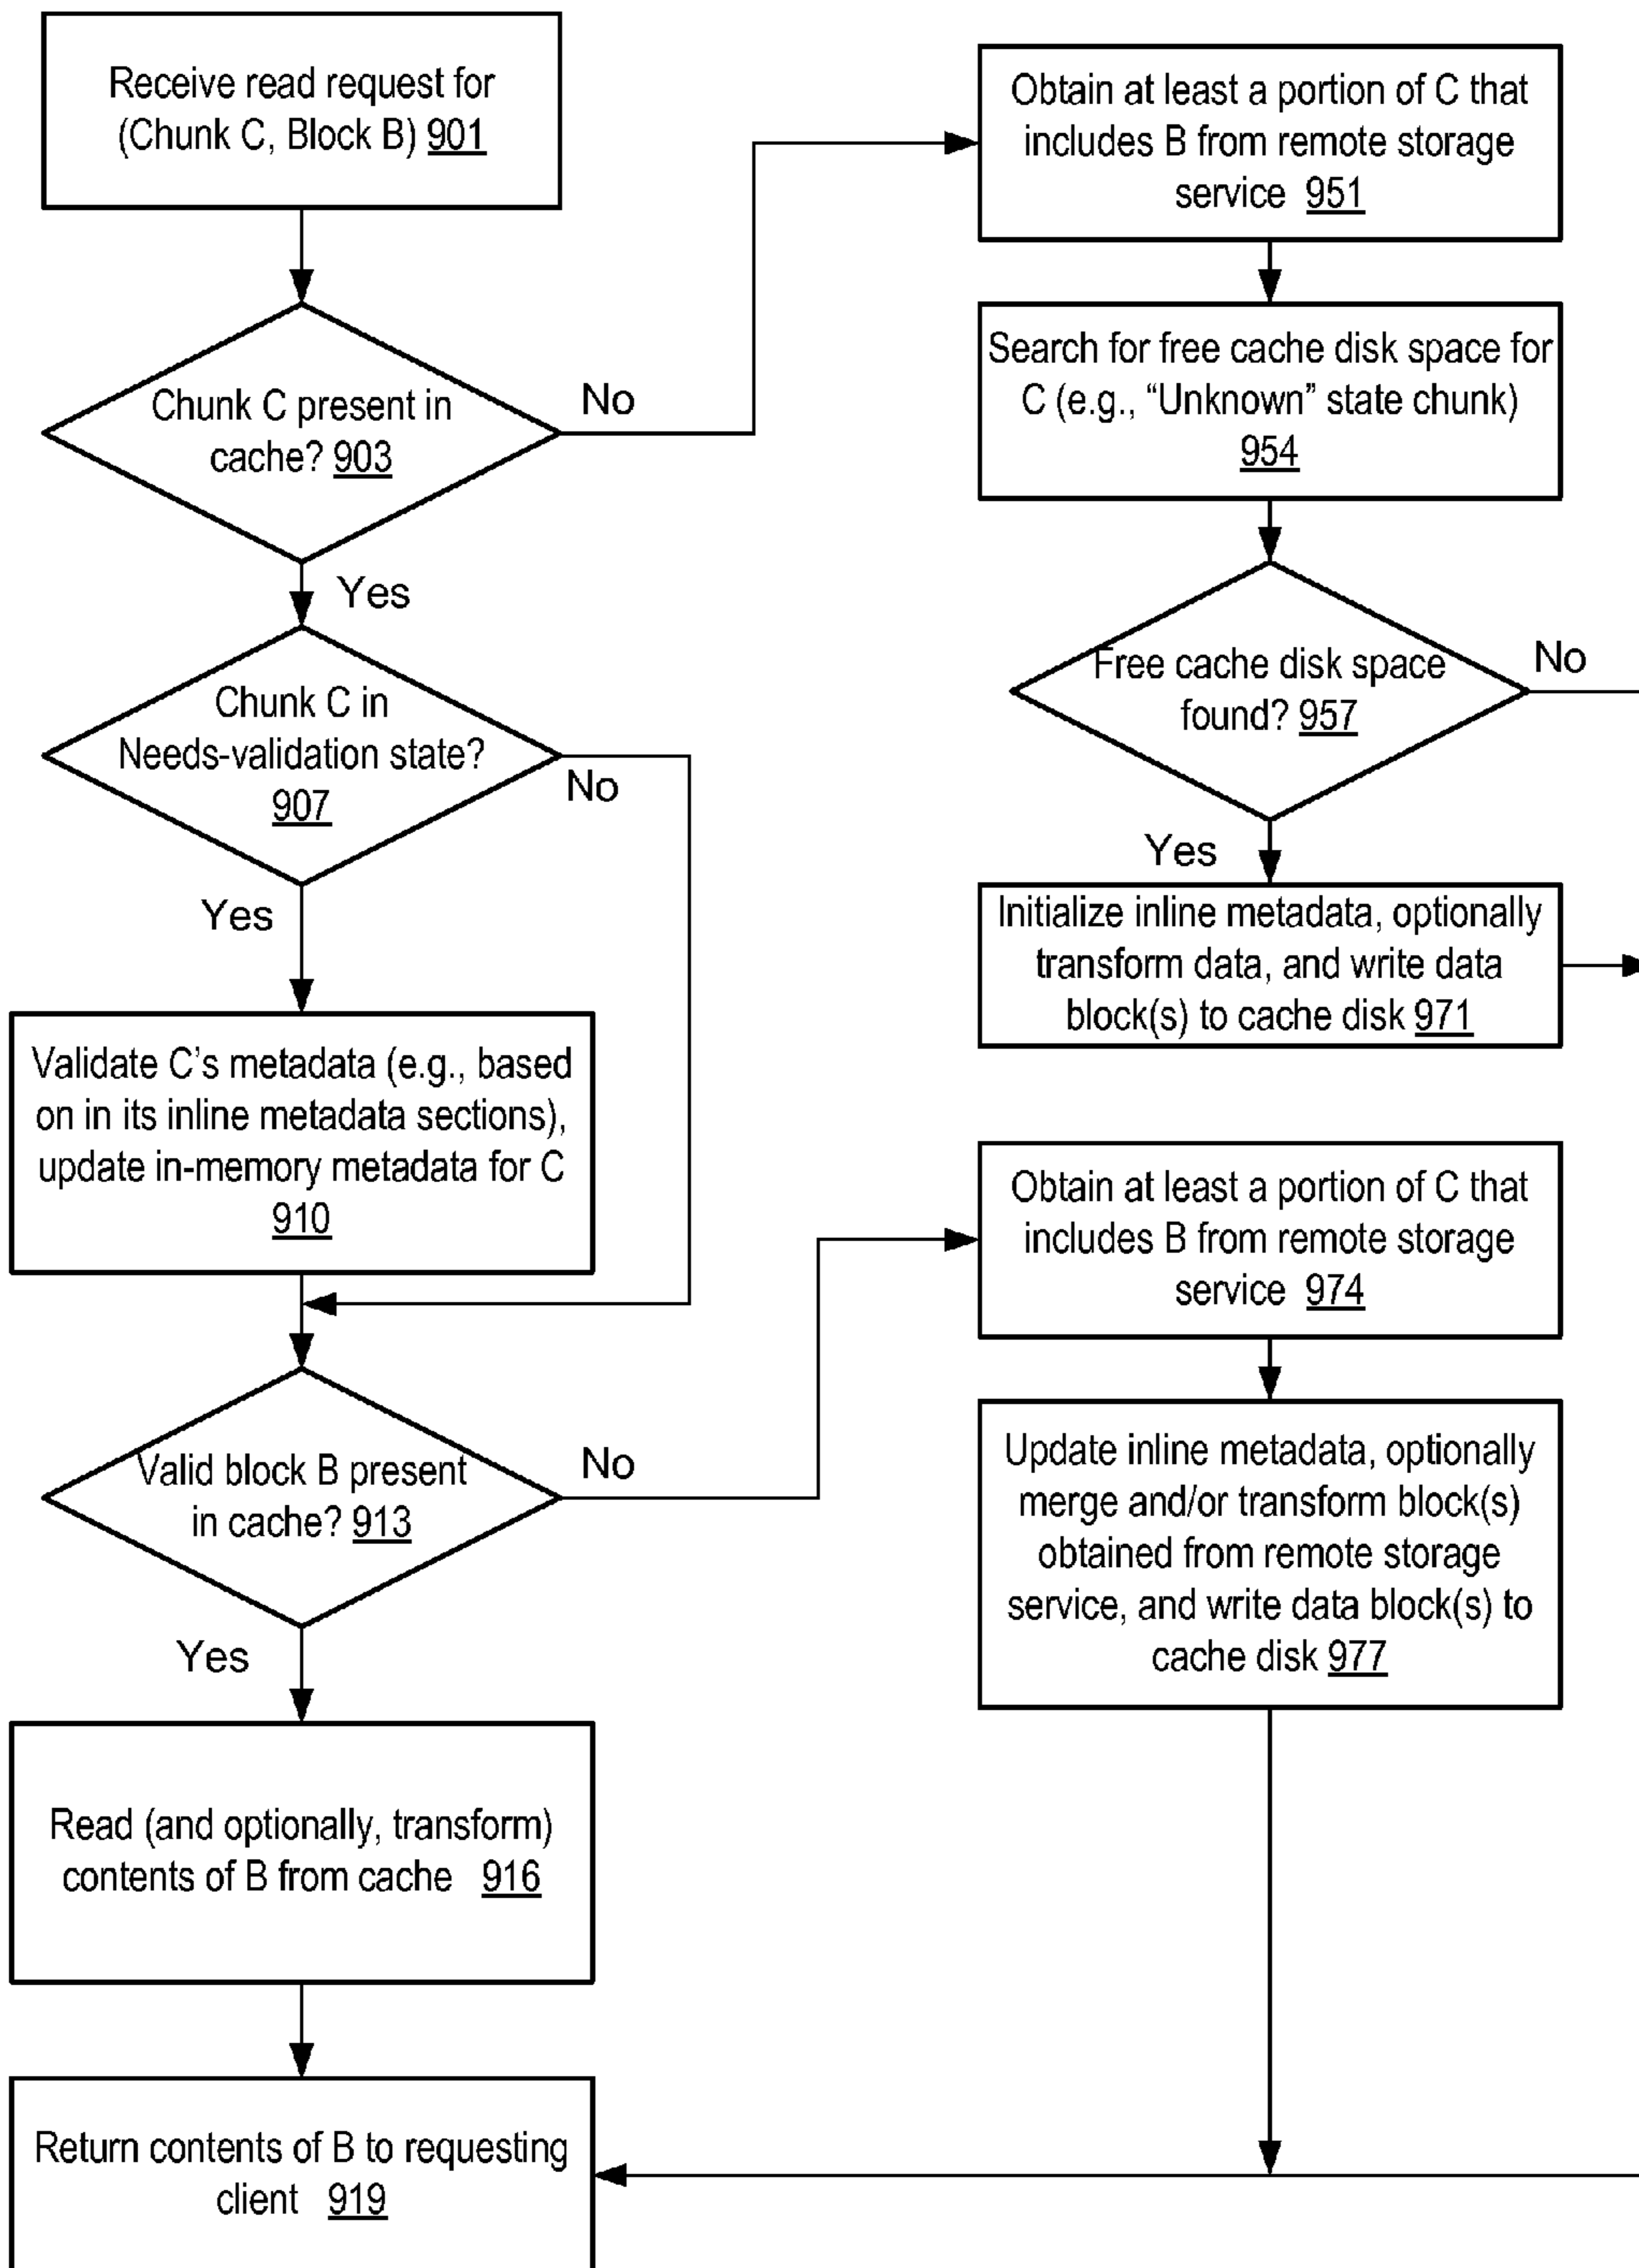 Receive read request for
(Chunk C, Block B) 901
Chunk C present in
cache? 903
No
Yes
Chunk C in
Needs-validation state?
907
No
Yes
Validate C’s metadata (e.g., based
on in its inline metadata sections),
update in-memory metadata for C
910
Valid block B present
in cache? 913
No
Yes
Read (and optionally, transform)
contents of B from cache 916
Return contents of B to requesting
client 919
Obtain at least a portion of C that
includes B from remote storage
service 951
Search for free cache disk space for
C (e.g., “Unknown” state chunk)
954
Free cache disk space
found? 957
No
Yes
Initialize inline metadata, optionally
transform data, and write data
block(s) to cache disk 971
Obtain at least a portion of C that
includes B from remote storage
service 974
Update inline metadata, optionally
merge and/or transform block(s)
obtained from remote storage
service, and write data block(s) to
cache disk 977